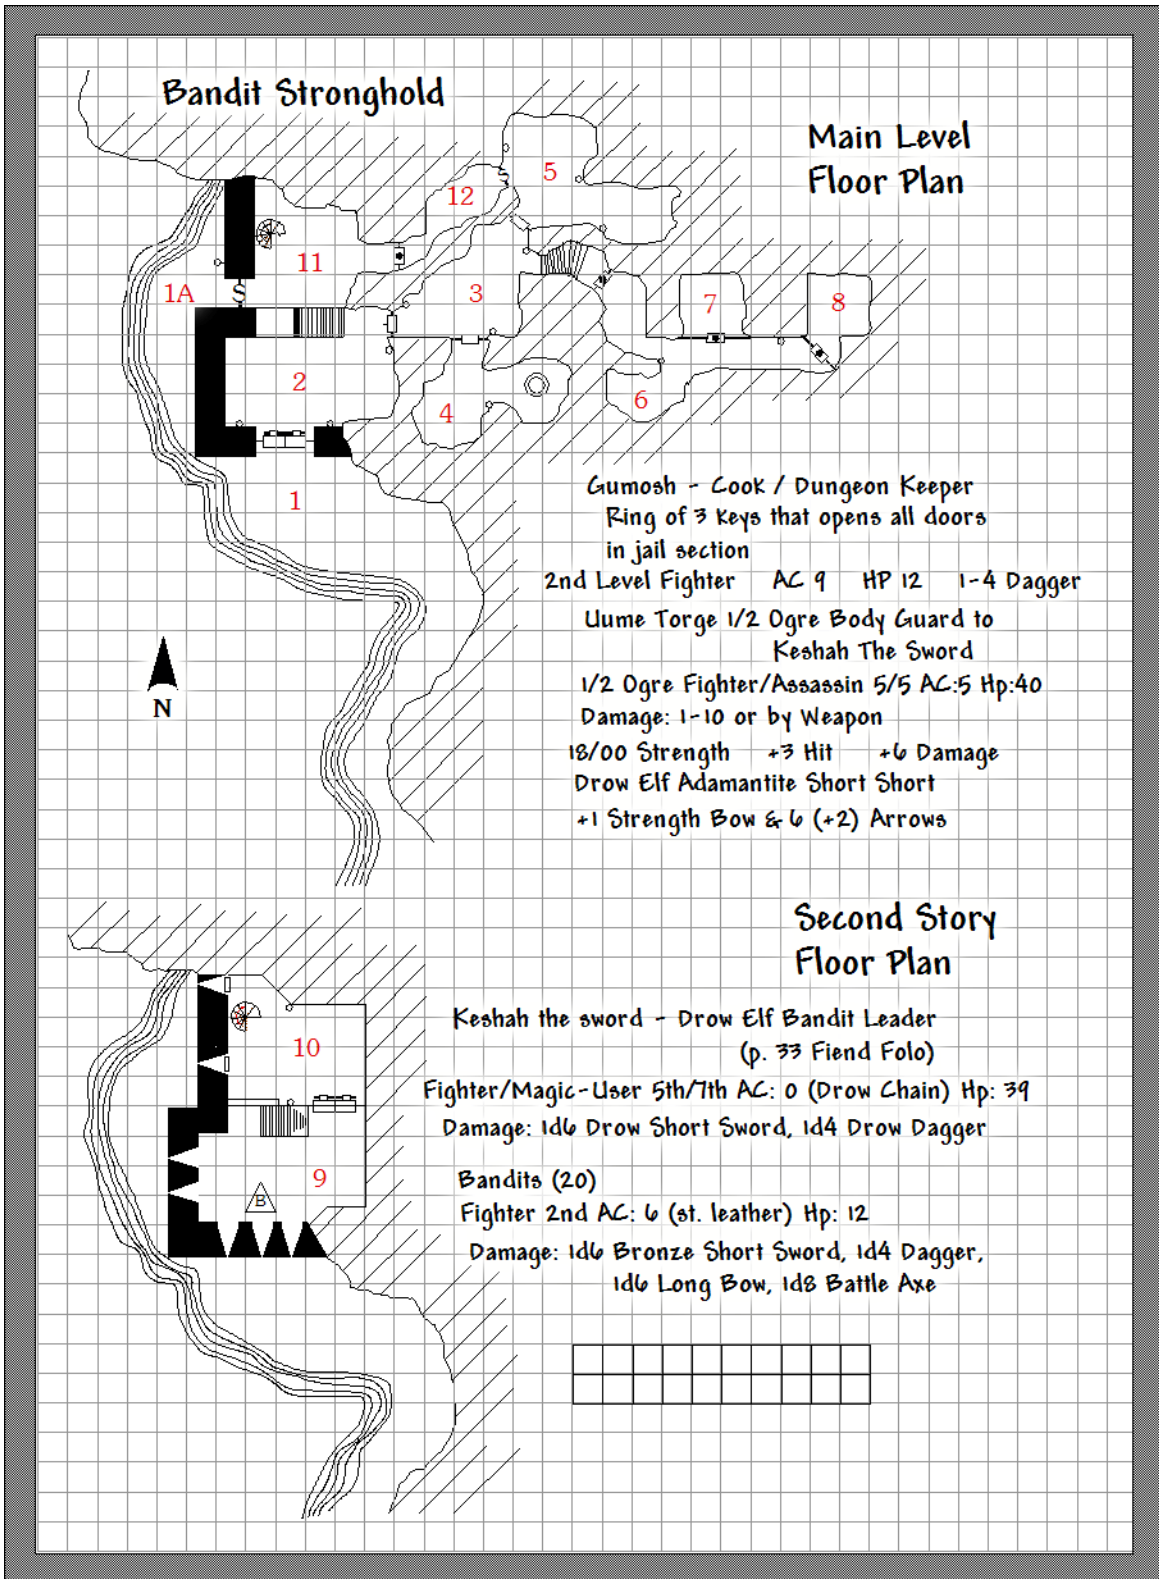 Bandit Stronghold
Main Level
Floor Plan
5
12
S
11
1A
S
3
7
8
2
4
6
1
Gumosh - Cook / Dungeon Keeper
Ring of 3 Keys that opens all doors
in jail section
2nd Level Fighter AC 9 HP 12 1-4 Dagger
Uume Torge 1/2 Ogre Body Guard to
Keshah The Sword
1/2 Ogre Fighter/Assassin 5/5 AC:5 Hp:40
Damage: 1-10 or by Weapon
18/00 Strength +3 Hit +6 Damage
Drow Elf Adamantite Short Short
+1 Strength Bow & 6 (+2) Arrows
N
Second Story
Floor Plan
Keshah the sword - Drow Elf Bandit Leader
(p. 33 Fiend Folo)
10
Fighter/Magic-User 5th/7th AC: 0 (Drow Chain) Hp: 39
Damage: 1d6 Drow Short Sword, 1d4 Drow Dagger
9
B
Bandits (20)
Fighter 2nd AC: 6 (st. leather) Hp: 12
Damage: 1d6 Bronze Short Sword, 1d4 Dagger,
1d6 Long Bow, 1d8 Battle Axe